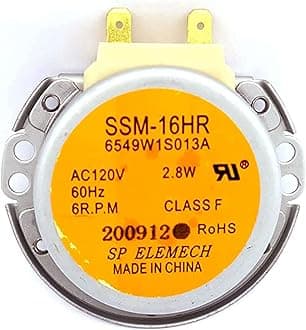 SSM-16HR
6549W1S013A
AC120V 2.8W
60Hz
6R.P.M CLASS F
200912 RoHS
SP ELEMECH
MADE IN CHINA